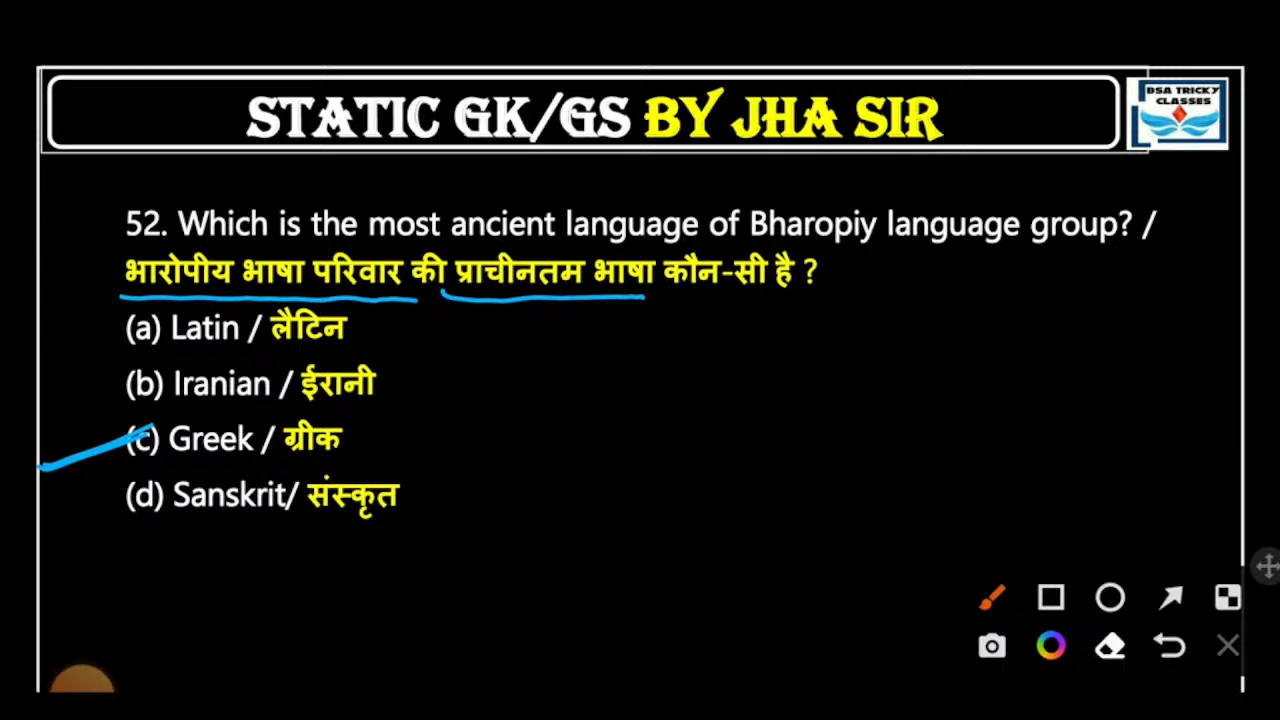 STATIC GK/GS BY JHA SIR
BSA TRICKY
CLASSES
52. Which is the most ancient language of Bharopiy language group? /
भारोपीय भाषा परिवार की प्राचीनतम भाषा कौन-सी है ?
(a) Latin / लैटिन
(b) Iranian / ईरानी
(c) Greek / ग्रीक
(d) Sanskrit/ संस्कृत